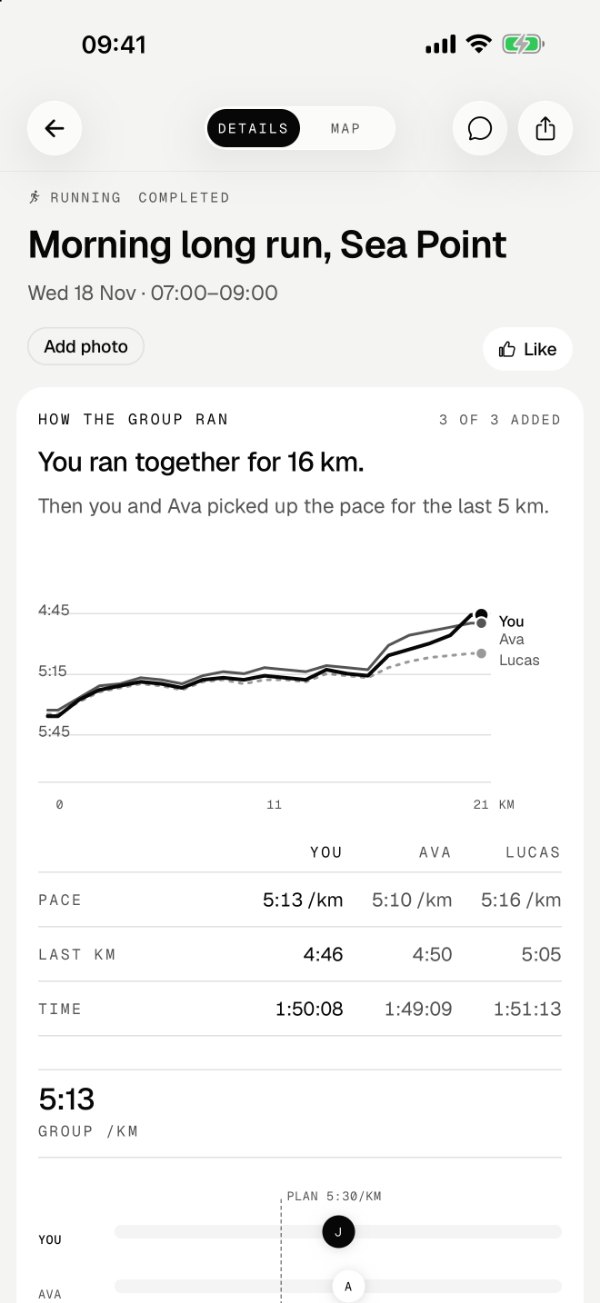 09:41
DETAILS MAP
RUNNING COMPLETED
Morning long run, Sea Point
Wed 18 Nov · 07:00–09:00
Add photo
Like
HOW THE GROUP RAN 3 OF 3 ADDED
You ran together for 16 km.
Then you and Ava picked up the pace for the last 5 km.
4:45
You
Ava
Lucas
5:15
5:45
0 11 21 KM
YOU AVA LUCAS
PACE 5:13 /km 5:10 /km 5:16 /km
LAST KM 4:46 4:50 5:05
TIME 1:50:08 1:49:09 1:51:13
5:13
GROUP /KM
PLAN 5:30/KM
YOU J
AVA A